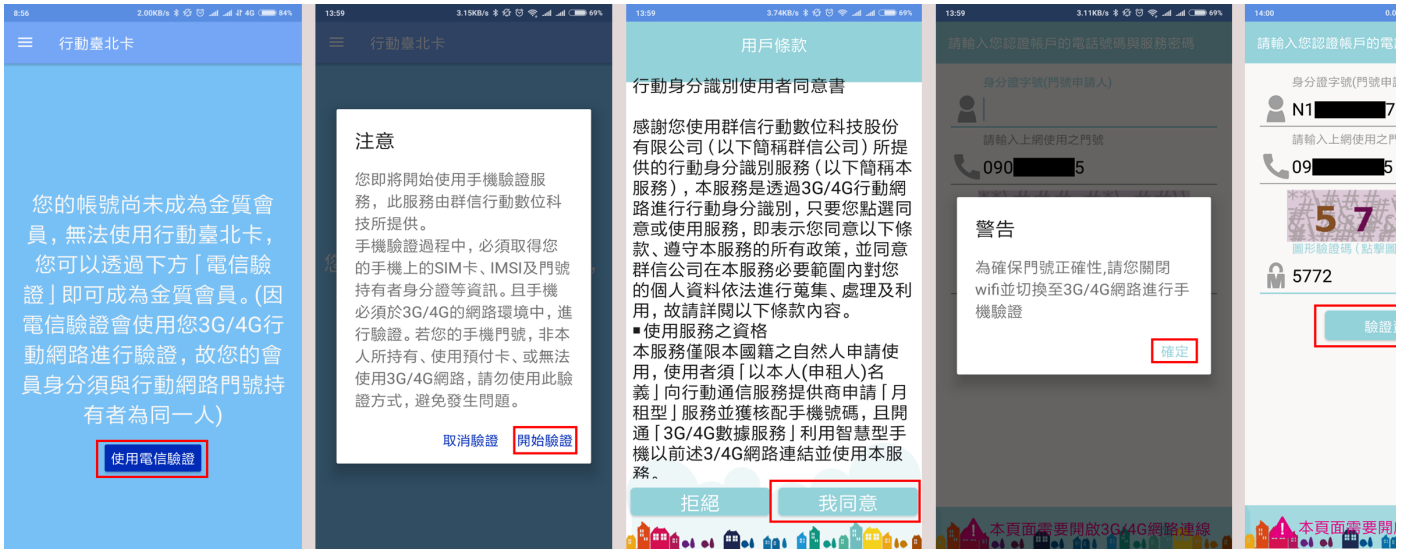 8:56 2.00KB/s 4G 84%
行動臺北卡
您的帳號尚未成為金質會
員，無法使用行動臺北卡，
您可以透過下方「電信驗
證」即可成為金質會員。(因
電信驗證會使用您3G/4G行
動網路進行驗證，故您的會
員身分須與行動網路門號持
有者為同一人)
使用電信驗證
13:59 3.15KB/s 69%
行動臺北卡
注意
您即將開始使用手機驗證服
務，此服務由群信行動數位科
技所提供。
手機驗證過程中，必須取得您
的手機上的SIM卡、IMSI及門號
持有者身分證等資訊。且手機
必須於3G/4G的網路環境中，進
行驗證。若您的手機門號，非本
人所持有、使用預付卡、或無法
使用3G/4G網路，請勿使用此驗
證方式，避免發生問題。
取消驗證 開始驗證
13:59 3.74KB/s 69%
用戶條款
行動身分識別使用者同意書
感謝您使用群信行動數位科技股份
有限公司（以下簡稱群信公司）所提
供的行動身分識別服務（以下簡稱本
服務），本服務是透過3G/4G行動網
路進行行動身分識別，只要您點選同
意或使用服務，即表示您同意以下條
款、遵守本服務的所有政策，並同意
群信公司在本服務必要範圍內對您
的個人資料依法進行蒐集、處理及利
用，故請詳閱以下條款內容。
▪使用服務之資格
本服務僅限本國籍之自然人申請使
用，使用者須「以本人(申租人)名
義」向行動通信服務提供商申請「月
租型」服務並獲核配手機號碼，且開
通「3G/4G數據服務」利用智慧型手
機以前述3/4G網路連結並使用本服
務。
拒絕 我同意
13:59 3.11KB/s 69%
請輸入您認證帳戶的電話號碼與服務密碼
身分證字號(門號申請人)
請輸入上網使用之門號
090 5
警告
為確保門號正確性,請您關閉
wifi並切換至3G/4G網路進行手
機驗證
確定
本頁面需要開啟3G/4G網路連線
14:00 0.0
請輸入您認證帳戶的電
身分證字號(門號申
N1 7
請輸入上網使用之門
09 5
5 7
圖形驗證碼（點擊圖
5772
驗證
本頁面需要開